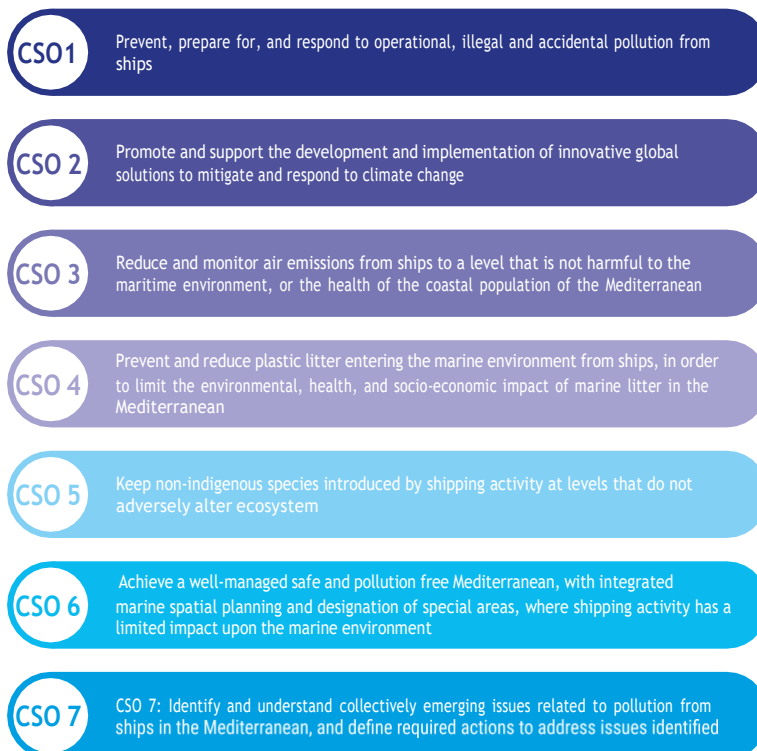 CSO1
Prevent, prepare for, and respond to operational, illegal and accidental pollution from
ships
CSO 2
Promote and support the development and implementation of innovative global
solutions to mitigate and respond to climate change
CSO 3
Reduce and monitor air emissions from ships to a level that is not harmful to the
maritime environment, or the health of the coastal population of the Mediterranean
CSO 4
Prevent and reduce plastic litter entering the marine environment from ships, in order
to limit the environmental, health, and socio-economic impact of marine litter in the
Mediterranean
CSO 5
Keep non-indigenous species introduced by shipping activity at levels that do not
adversely alter ecosystem
CSO 6
Achieve a well-managed safe and pollution free Mediterranean, with integrated
marine spatial planning and designation of special areas, where shipping activity has a
limited impact upon the marine environment
CSO 7
CSO 7: Identify and understand collectively emerging issues related to pollution from
ships in the Mediterranean, and define required actions to address issues identified